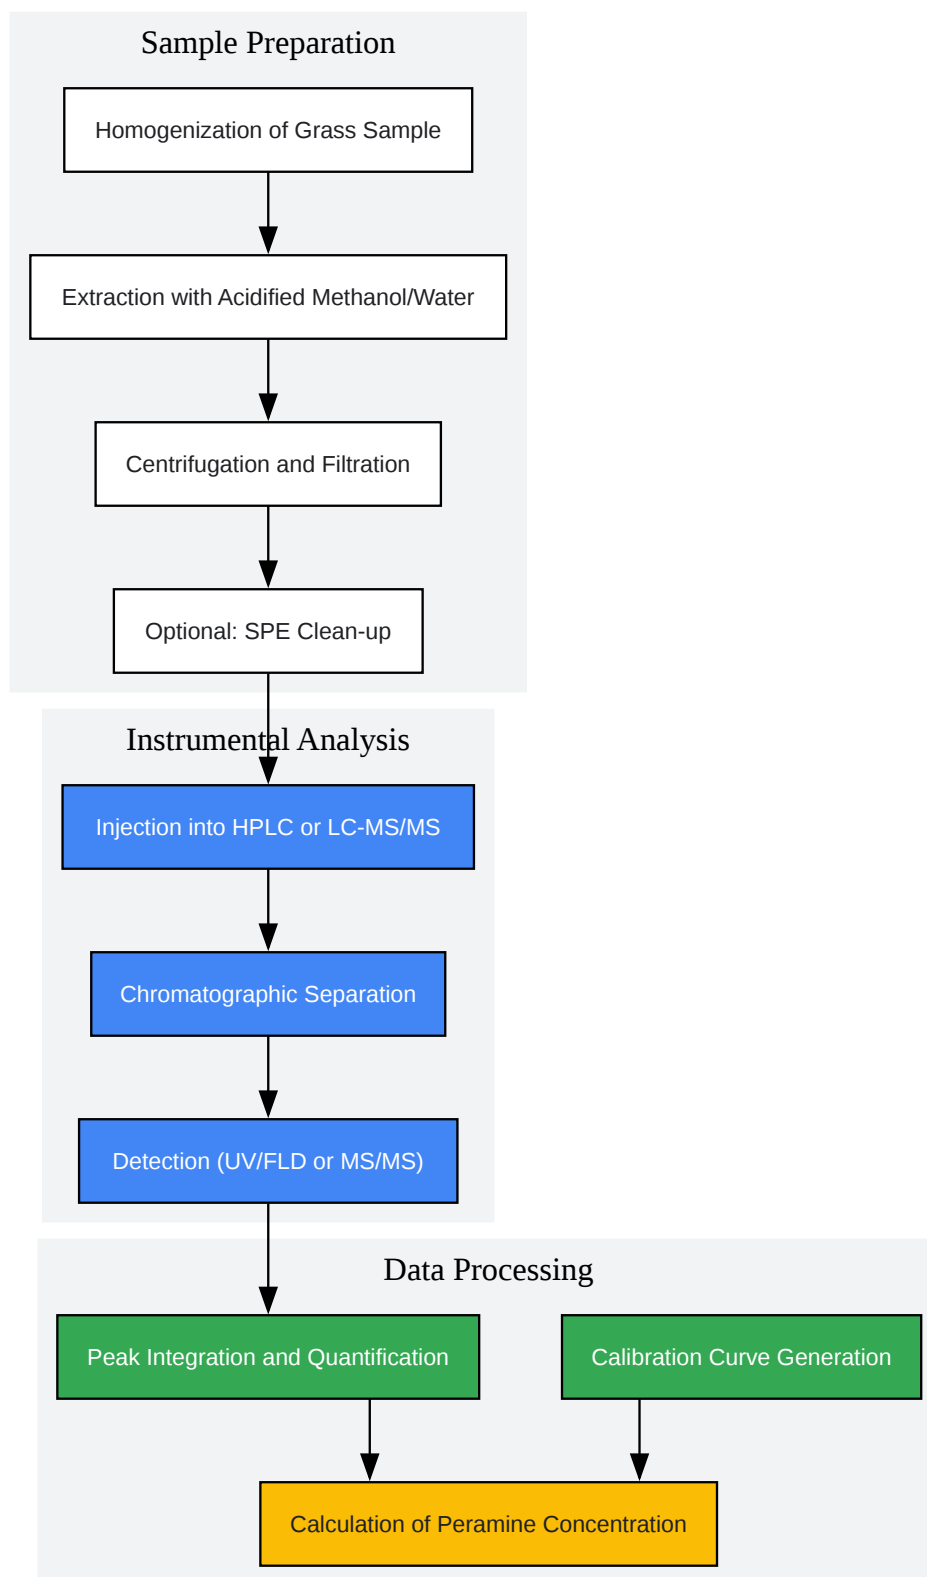 Sample Preparation
Homogenization of Grass Sample
Extraction with Acidified Methanol/Water
Centrifugation and Filtration
Optional: SPE Clean-up
Instrumental Analysis
Injection into HPLC or LC-MS/MS
Chromatographic Separation
Detection (UV/FLD or MS/MS)
Data Processing
Peak Integration and Quantification
Calibration Curve Generation
Calculation of Peramine Concentration